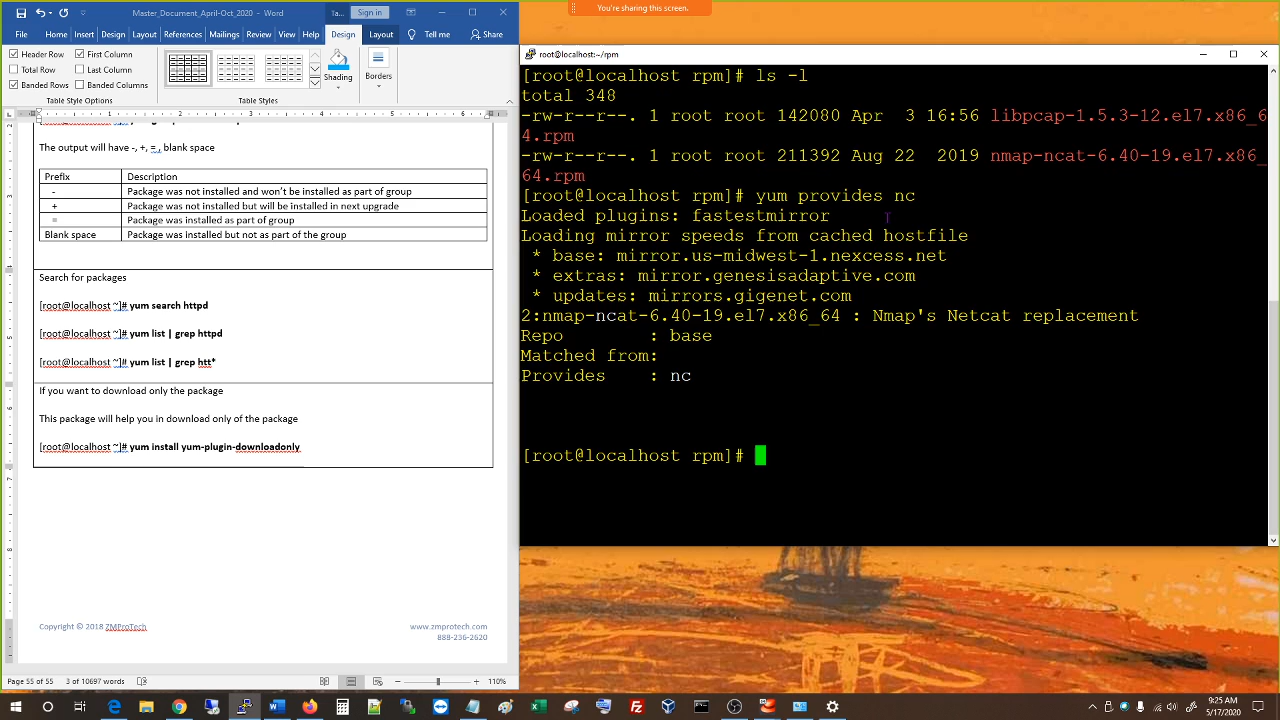 You're sharing this screen.
Master_Document_April-Oct_2020 - Word
Ta...
Sign in
File
Home
Insert
Design
Layout
References
Mailings
Review
View
Help
Design
Layout
Tell me
Share
Header Row
First Column
Total Row
Last Column
Banded Rows
Banded Columns
Table Style Options
Table Styles
Shading
Borders
The output will have -, +, =, blank space
Prefix Description
- Package was not installed and won't be installed as part of group
+ Package was not installed but will be installed in next upgrade
= Package was installed as part of group
Blank space Package was installed but not as part of the group
Search for packages
[root@localhost ~]# yum search httpd
[root@localhost ~]# yum list | grep httpd
[root@localhost ~]# yum list | grep htt*
If you want to download only the package
This package will help you in download only of the package
[root@localhost ~]# yum install yum-plugin-downloadonly
Copyright © 2018 ZMProTech
www.zmprotech.com
888-236-2620
Page 55 of 55 3 of 10697 words
110%
root@localhost:~/rpm
[root@localhost rpm]# ls -l
total 348
-rw-r--r--. 1 root root 142080 Apr 3 16:56 libpcap-1.5.3-12.el7.x86_6
4.rpm
-rw-r--r--. 1 root root 211392 Aug 22 2019 nmap-ncat-6.40-19.el7.x86_
64.rpm
[root@localhost rpm]# yum provides nc
Loaded plugins: fastestmirror
Loading mirror speeds from cached hostfile
* base: mirror.us-midwest-1.nexcess.net
* extras: mirror.genesisadaptive.com
* updates: mirrors.gigenet.com
2:nmap-ncat-6.40-19.el7.x86_64 : Nmap's Netcat replacement
Repo : base
Matched from:
Provides : nc
[root@localhost rpm]#
9:25 AM
5/17/2020